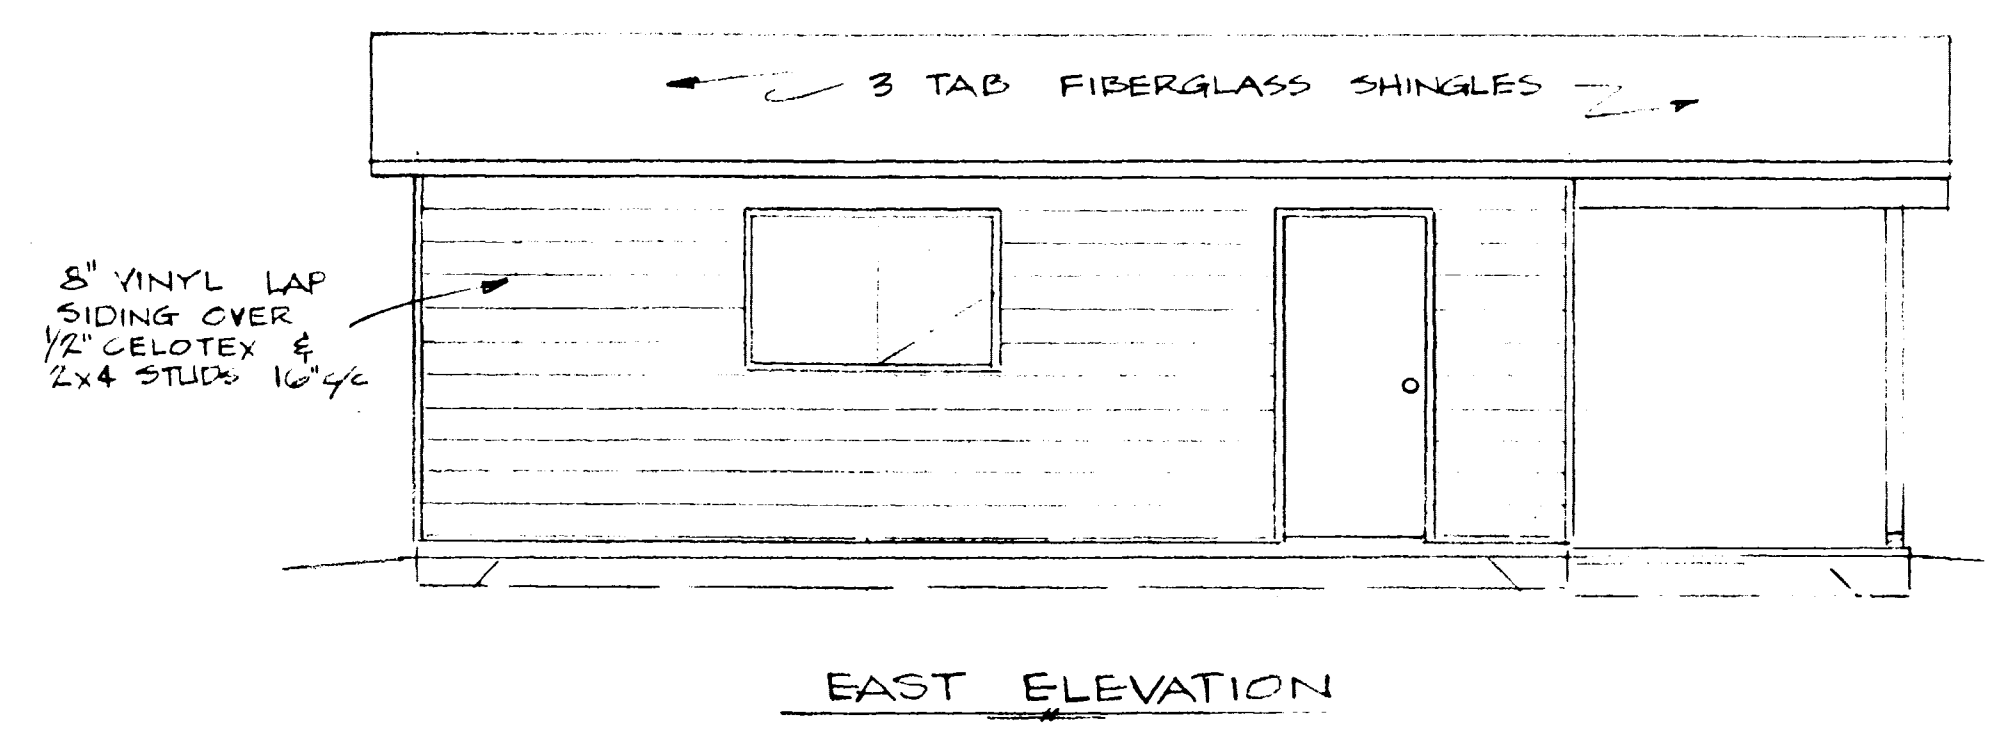 3 TAB FIBERGLASS SHINGLES
8" VINYL LAP
SIDING OVER
1/2" CELOTEX &
2x4 STUDS 16" c/c
EAST ELEVATION